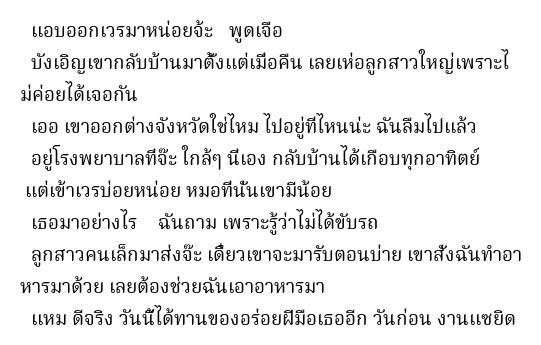 แอบออกเวรมาหน่อยจ้ะ พูดเจือ
บังเอิญเขากลับบ้านมาตั้งแต่เมื่อคืน เลยเห่อลูกสาวใหญ่เพราะไ
ม่ค่อยได้เจอกัน
เออ เขาออกต่างจังหวัดใช่ไหม ไปอยู่ที่ไหนน่ะ ฉันลืมไปแล้ว
อยู่โรงพยาบาลที่จ๊ะ ใกล้ๆ นี่เอง กลับบ้านได้เกือบทุกอาทิตย์
แต่เข้าเวรบ่อยหน่อย หมอที่นั่นเขามีน้อย
เธอมาอย่างไร ฉันถาม เพราะรู้ว่าไม่ได้ขับรถ
ลูกสาวคนเล็กมาส่งจ๊ะ เดี๋ยวเขาจะมารับตอนบ่าย เขาสั่งฉันทำอา
หารมาด้วย เลยต้องช่วยฉันเอาอาหารมา
แหม ดีจริง วันนี้ได้ทานของอร่อยฝีมือเธออีก วันก่อน งานแซยิด